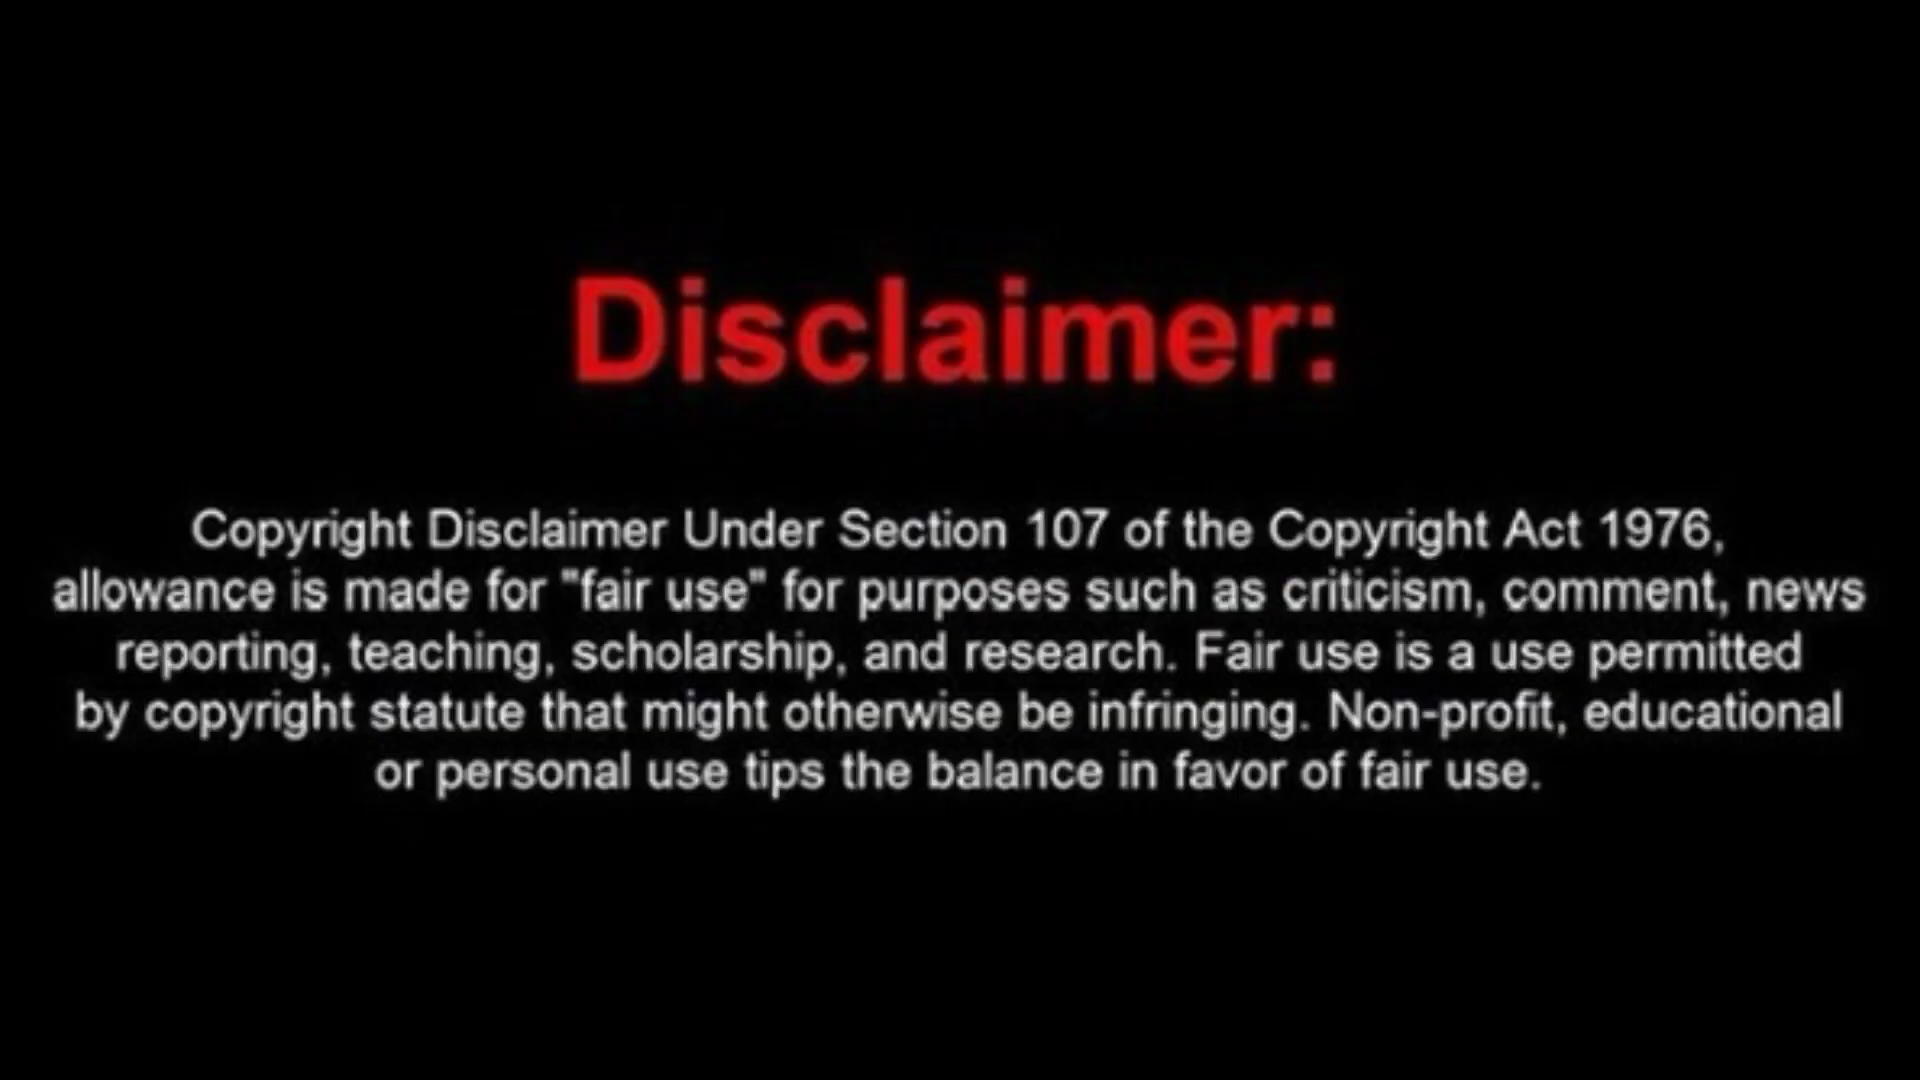 Disclaimer:
Copyright Disclaimer Under Section 107 of the Copyright Act 1976,
allowance is made for "fair use" for purposes such as criticism, comment, news
reporting, teaching, scholarship, and research. Fair use is a use permitted
by copyright statute that might otherwise be infringing. Non-profit, educational
or personal use tips the balance in favor of fair use.